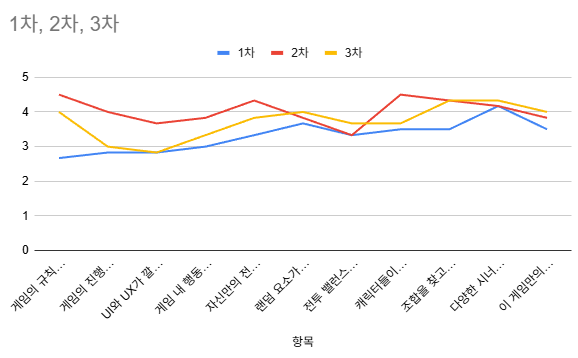 1차, 2차, 3차
1차 2차 3차
5
4
3
2
1
0
게임의 규칙…
게임의 진행…
UI와 UX가 깔…
게임 내 행동…
자신만의 전…
랜덤 요소가…
전투 밸런스…
캐릭터들이…
조합을 찾고…
다양한 시너…
이 게임만의…
항목